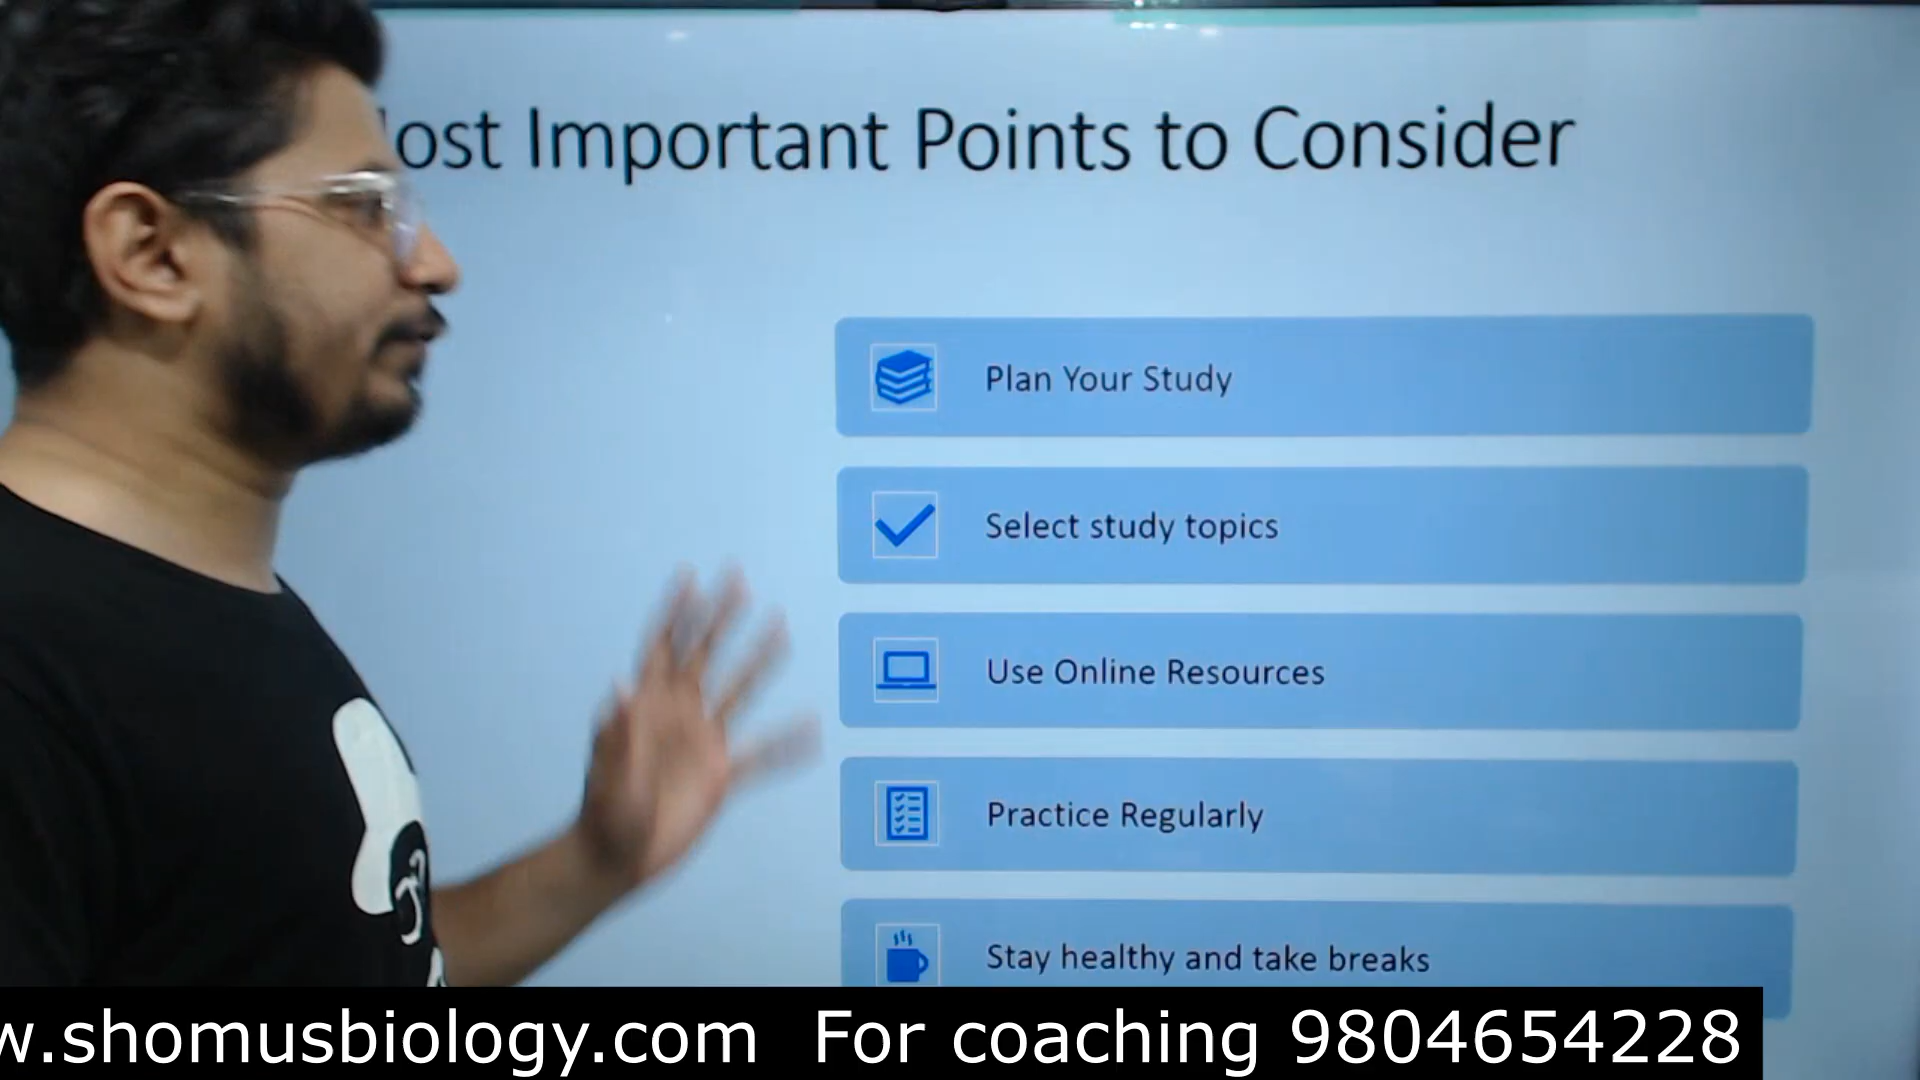 ost Important Points to Consider
Plan Your Study
Select study topics
Use Online Resources
Practice Regularly
Stay healthy and take breaks
w.shomusbiology.com For coaching 9804654228